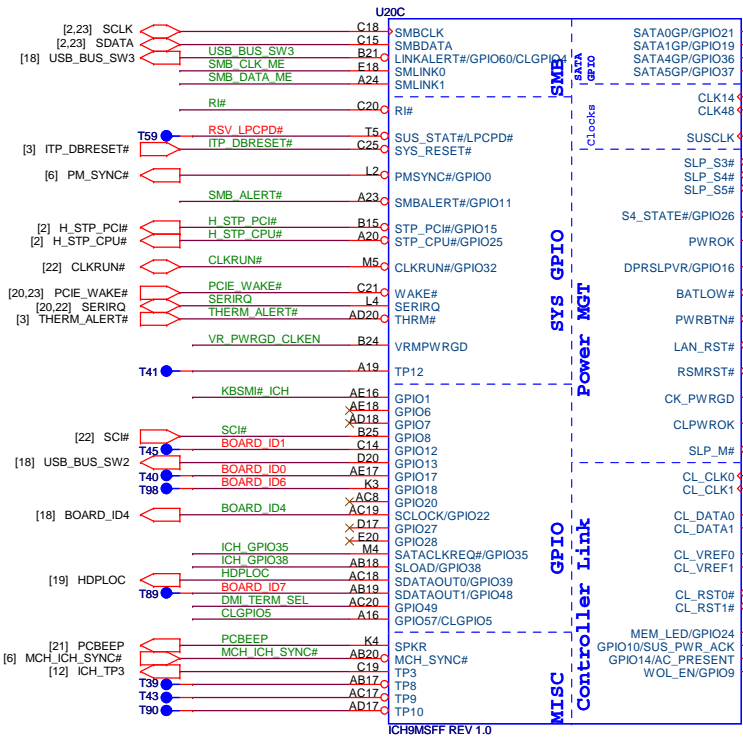 U20C
[2,23] SCLK C18 SMBCLK SATA0GP/GPIO21
[2,23] SDATA C15 SMBDATA SATA1GP/GPIO19
[18] USB_BUS_SW3 USB_BUS_SW3 B21 LINKALERT#/GPIO60/CLGPIO4 SATA4GP/GPIO36
SMB_CLK_ME E18 SMLINK0 SATA5GP/GPIO37
SMB_DATA_ME A24 SMLINK1
SMB
SATA
GPIO
CLK14
RI# C20 RI# CLK48
Clocks
T59 RSV_LPCPD# T5 SUS_STAT#/LPCPD# SUSCLK
[3] ITP_DBRESET# ITP_DBRESET# C25 SYS_RESET#
SLP_S3#
[6] PM_SYNC# L2 PMSYNC#/GPIO0 SLP_S4#
SLP_S5#
SMB_ALERT# A23 SMBALERT#/GPIO11
S4_STATE#/GPIO26
[2] H_STP_PCI# H_STP_PCI# B15 STP_PCI#/GPIO15
[2] H_STP_CPU# H_STP_CPU# A20 STP_CPU#/GPIO25 PWROK
[22] CLKRUN# CLKRUN# M5 CLKRUN#/GPIO32 DPRSLPVR/GPIO16
[20,23] PCIE_WAKE# PCIE_WAKE# C21 WAKE# BATLOW#
[20,22] SERIRQ SERIRQ L4 SERIRQ
[3] THERM_ALERT# THERM_ALERT# AD20 THRM# PWRBTN#
SYS GPIO
Power MGT
VR_PWRGD_CLKEN B24 VRMPWRGD LAN_RST#
T41 A19 TP12 RSMRST#
KBSMI#_ICH AE16 GPIO1 CK_PWRGD
AE18 GPIO6
AD18 GPIO7 CLPWROK
[22] SCI# SCI# B25 GPIO8
T45 BOARD_ID1 C14 GPIO12 SLP_M#
[18] USB_BUS_SW2 D20 GPIO13
T40 BOARD_ID0 AE17 GPIO17 CL_CLK0
T98 BOARD_ID6 K3 GPIO18 CL_CLK1
AC8 GPIO20
[18] BOARD_ID4 BOARD_ID4 AC19 SCLOCK/GPIO22 CL_DATA0
D17 GPIO27 CL_DATA1
E20 GPIO28
ICH_GPIO35 M4 SATACLKREQ#/GPIO35 CL_VREF0
ICH_GPIO38 AB18 SLOAD/GPIO38 CL_VREF1
[19] HDPLOC HDPLOC AC18 SDATAOUT0/GPIO39
T89 BOARD_ID7 AB19 SDATAOUT1/GPIO48 CL_RST0#
DMI_TERM_SEL AC20 GPIO49 CL_RST1#
CLGPIO5 A16 GPIO57/CLGPIO5
GPIO
Controller Link
MEM_LED/GPIO24
[21] PCBEEP PCBEEP K4 SPKR GPIO10/SUS_PWR_ACK
[6] MCH_ICH_SYNC# MCH_ICH_SYNC# AB20 MCH_SYNC# GPIO14/AC_PRESENT
[12] ICH_TP3 C19 TP3 WOL_EN/GPIO9
T39 AB17 TP8
T43 AC17 TP9
T90 AD17 TP10
MISC
ICH9MSFF REV 1.0